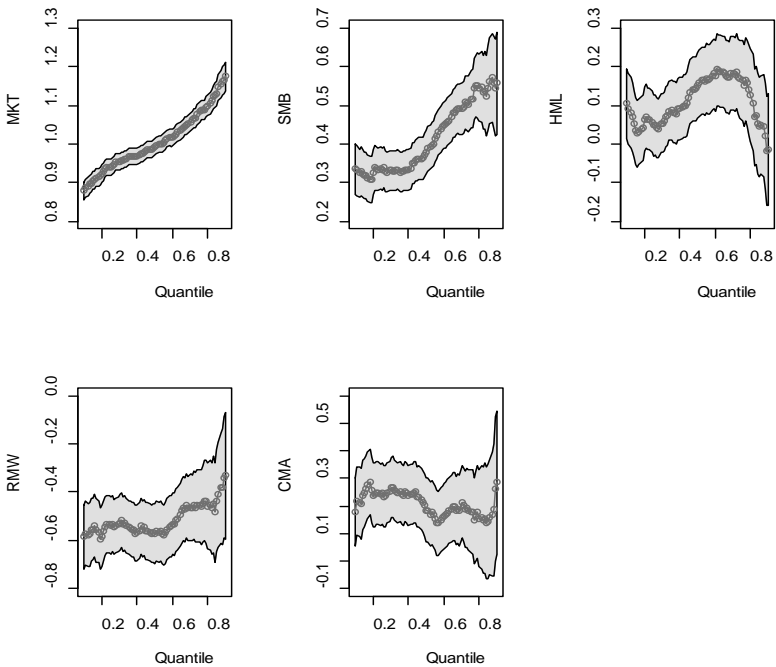 MKT
0.8 0.9 1.0 1.1 1.2 1.3
0.2 0.4 0.6 0.8
Quantile
SMB
0.2 0.3 0.4 0.5 0.6 0.7
0.2 0.4 0.6 0.8
Quantile
HML
-0.2 -0.1 0.0 0.1 0.2 0.3
0.2 0.4 0.6 0.8
Quantile
RMW
-0.8 -0.6 -0.4 -0.2 0.0
0.2 0.4 0.6 0.8
Quantile
CMA
-0.1 0.1 0.3 0.5
0.2 0.4 0.6 0.8
Quantile